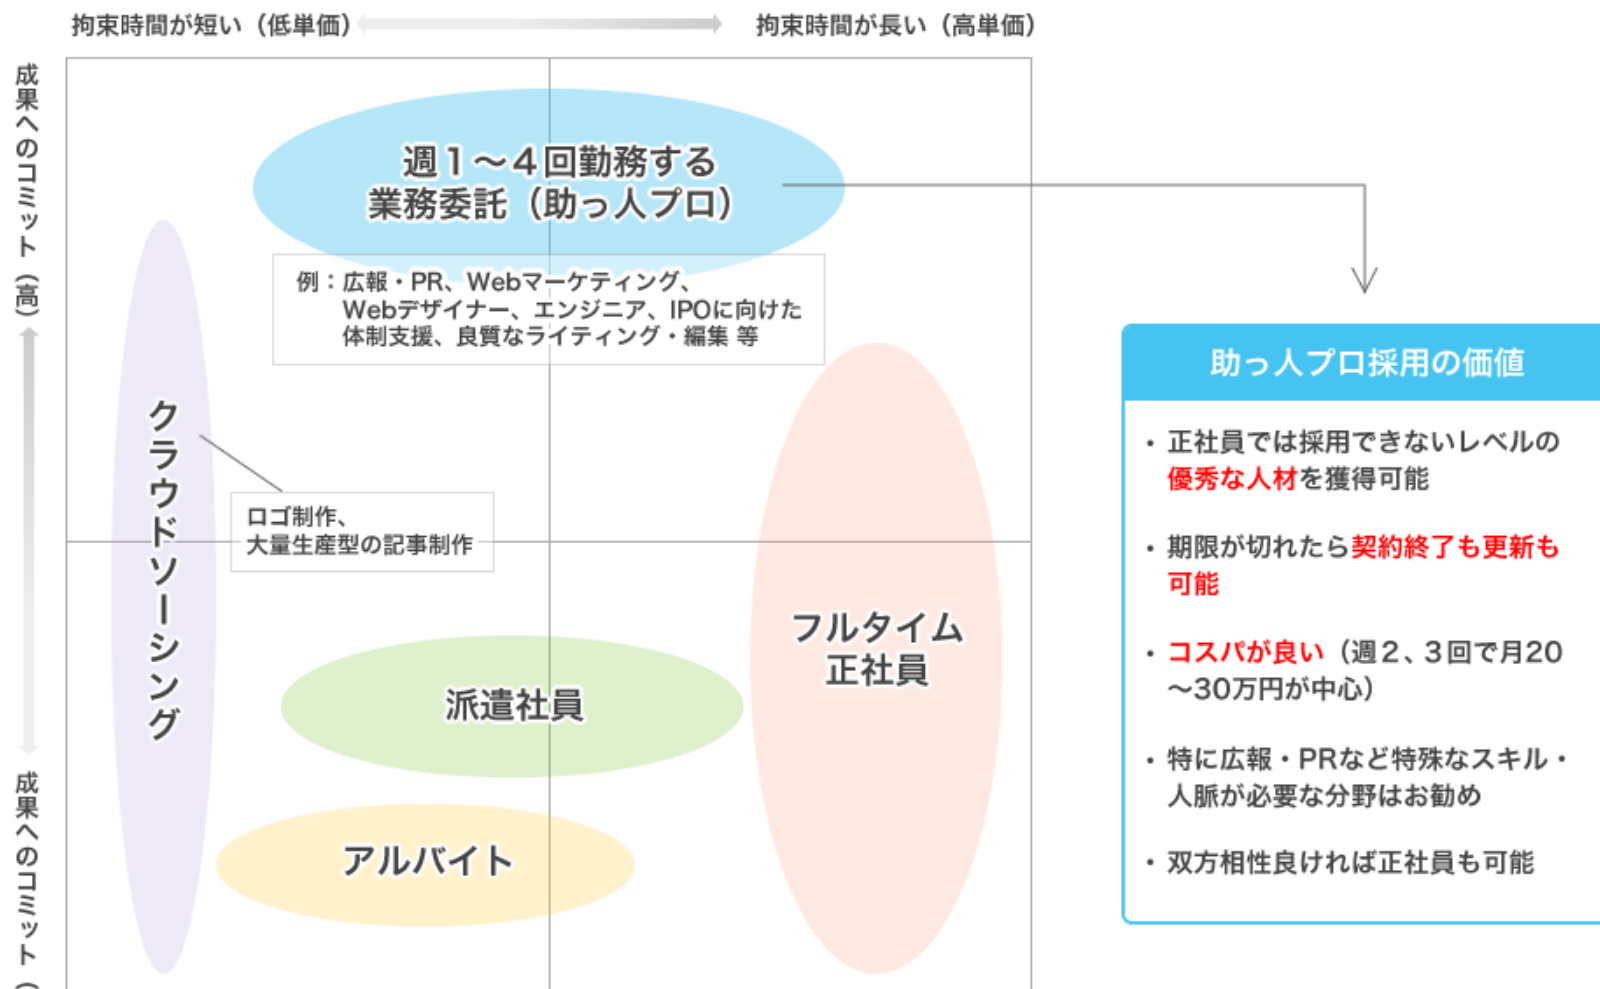 拘束時間が短い（低単価）
拘束時間が長い（高単価）
成果へのコミット（高）
週１～４回勤務する
業務委託（助っ人プロ）
例：広報・PR、Webマーケティング、
Webデザイナー、エンジニア、IPOに向けた
体制支援、良質なライティング・編集 等
クラウドソーシング
ロゴ制作、
大量生産型の記事制作
フルタイム
正社員
派遣社員
アルバイト
成果へのコミット（
助っ人プロ採用の価値
・正社員では採用できないレベルの
優秀な人材を獲得可能
・期限が切れたら契約終了も更新も
可能
・コスパが良い（週２、３回で月20
～30万円が中心）
・特に広報・PRなど特殊なスキル・
人脈が必要な分野はお勧め
・双方相性良ければ正社員も可能